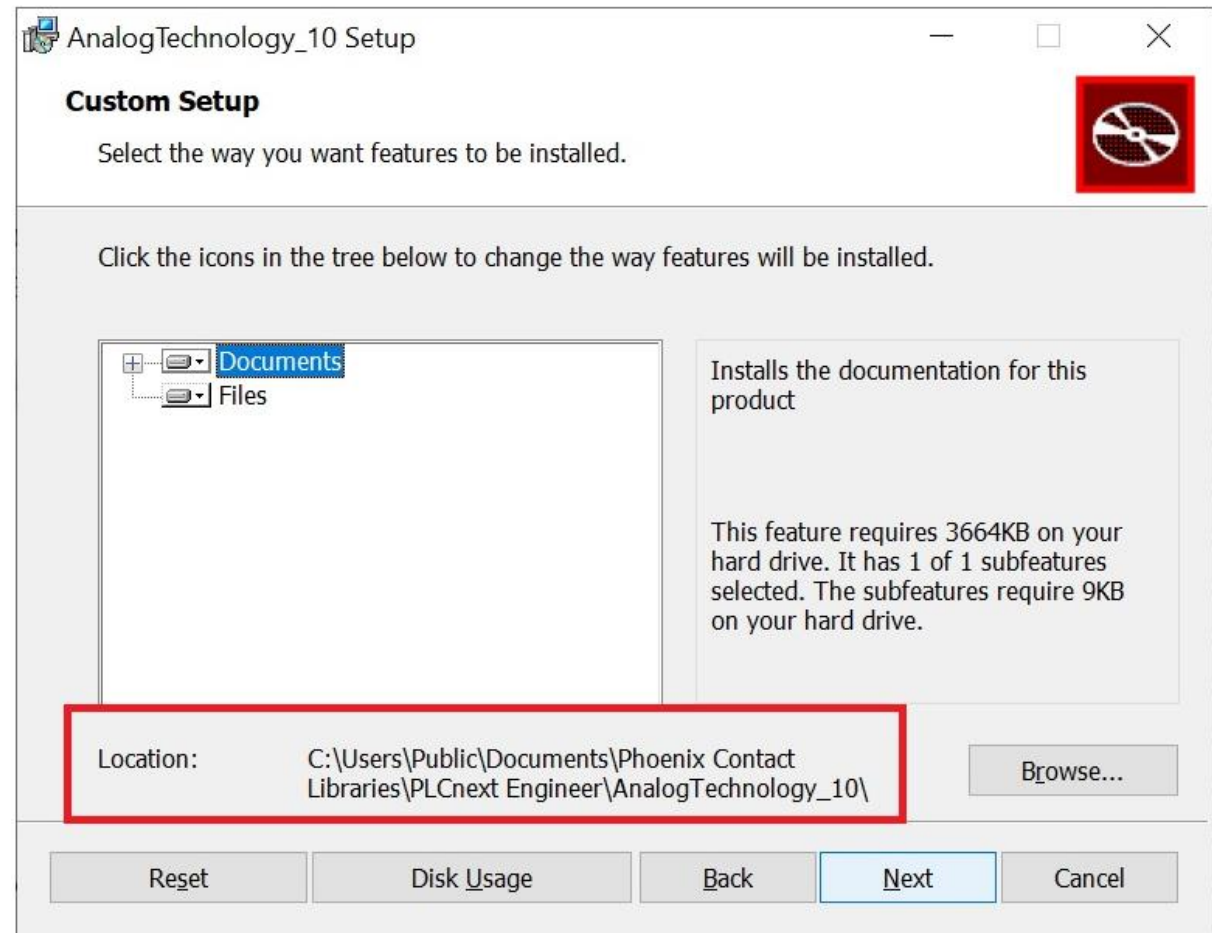 AnalogTechnology_10 Setup
Custom Setup
Select the way you want features to be installed.
Click the icons in the tree below to change the way features will be installed.
Documents
Files
Installs the documentation for this
product
This feature requires 3664KB on your
hard drive. It has 1 of 1 subfeatures
selected. The subfeatures require 9KB
on your hard drive.
Location:
C:\Users\Public\Documents\Phoenix Contact
Libraries\PLCnext Engineer\AnalogTechnology_10\
Browse...
Reset
Disk Usage
Back
Next
Cancel